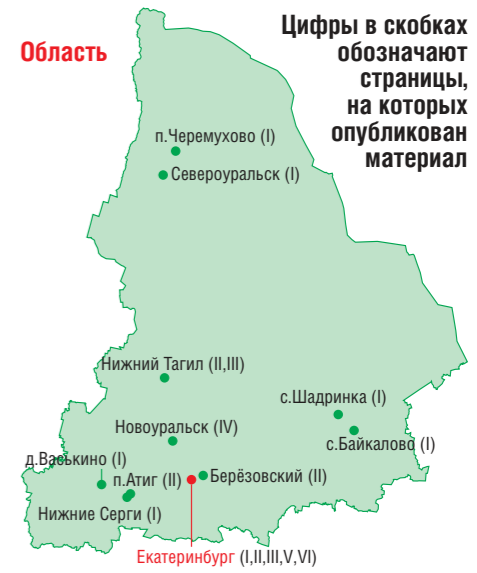 Область
Цифры в скобках
обозначают
страницы,
на которых
опубликован
материал
п.Черемухово (I)
Североуральск (I)
Нижний Тагил (II,III)
с.Шадринка (I)
Новоуральск (IV)
с.Байкалово (I)
д.Васькино (I)
п.Атиг (II)
Берёзовский (II)
Нижние Серги (I)
Екатеринбург (I,II,III,V,VI)